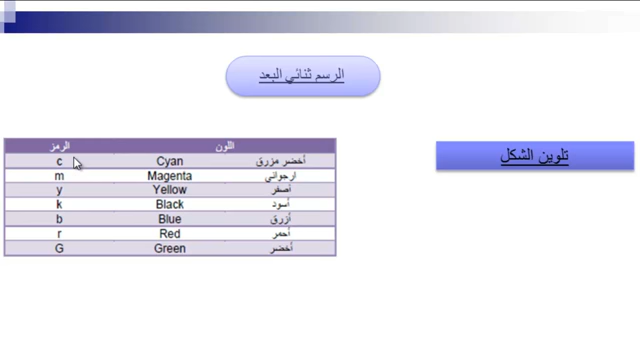 الرسم ثنائي البعد
تلوين الشكل
اللون الرمز
أخضر مزرق Cyan c
ارجواني Magenta m
أصفر Yellow y
أسود Black k
أزرق Blue b
أحمر Red r
أخضر Green G